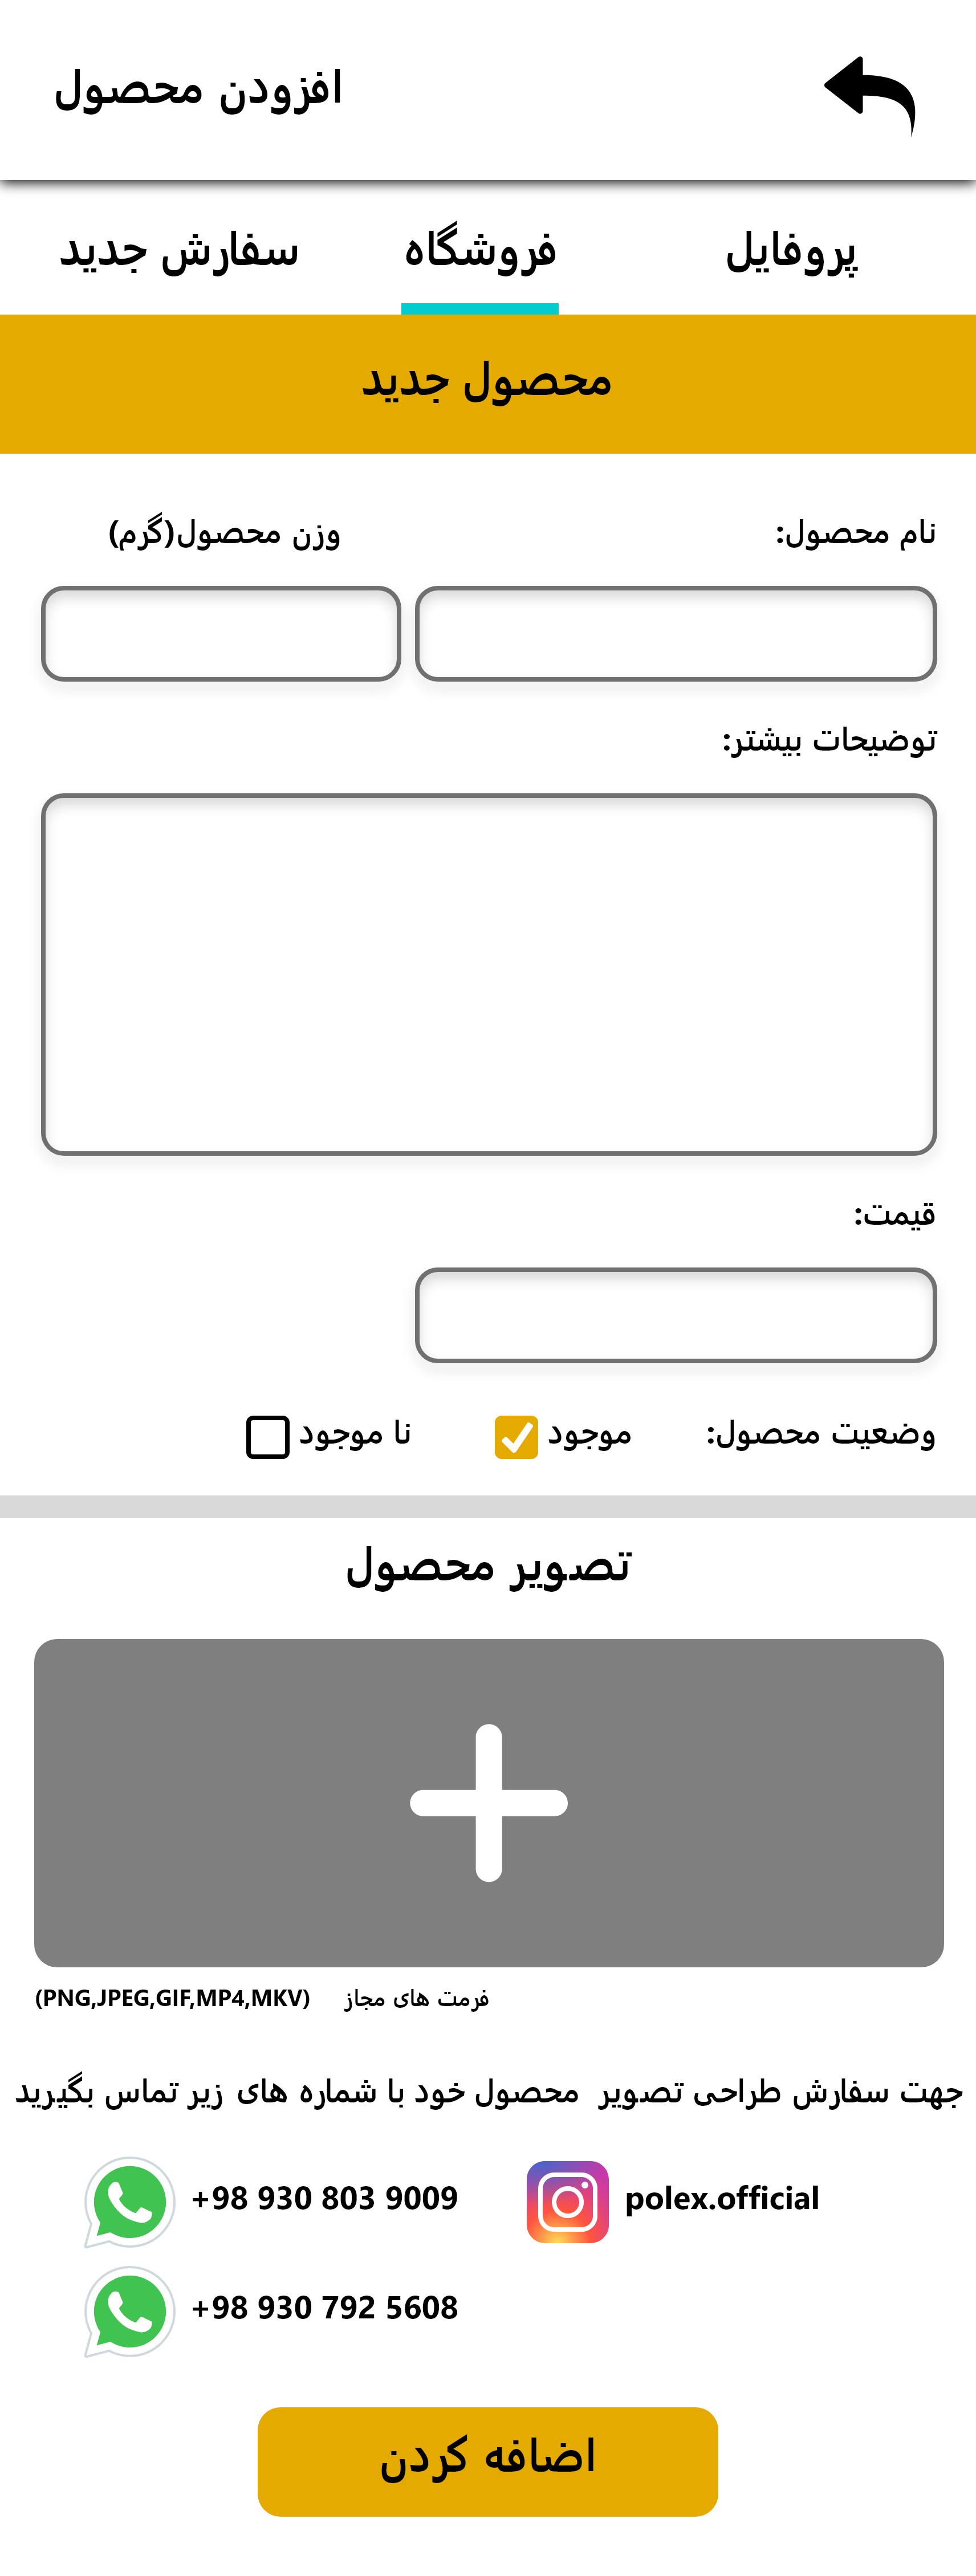 افزودن محصول
پروفایل
فروشگاه
سفارش جدید
محصول جدید
نام محصول:
وزن محصول(گرم)
توضیحات بیشتر:
قیمت:
وضعیت محصول:
موجود
نا موجود
تصویر محصول
فرمت های مجاز (PNG,JPEG,GIF,MP4,MKV)
جهت سفارش طراحی تصویر محصول خود با شماره های زیر تماس بگیرید
polex.official
+98 930 803 9009
+98 930 792 5608
اضافه کردن